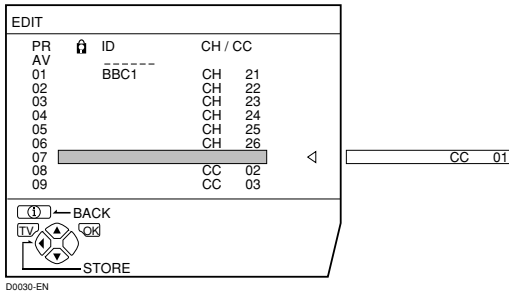 EDIT
PR ID CH / CC
AV ______
01 BBC1 CH 21
02 CH 22
03 CH 23
04 CH 24
05 CH 25
06 CH 26
07 CC 01
08 CC 02
09 CC 03
i BACK
TV OK
STORE
D0030-EN